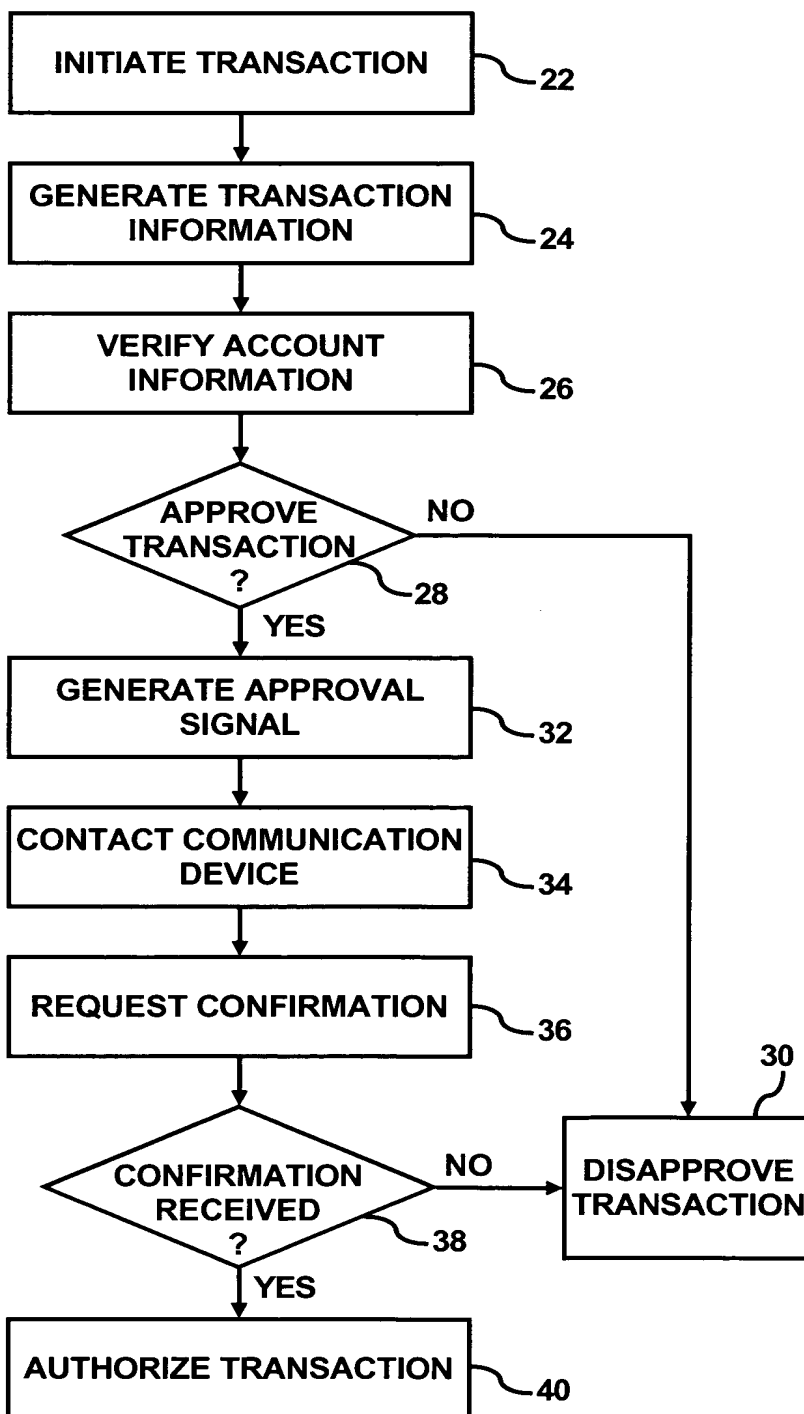 INITIATE TRANSACTION
22
GENERATE TRANSACTION
INFORMATION
24
VERIFY ACCOUNT
INFORMATION
26
APPROVE
TRANSACTION
?
28
NO
YES
GENERATE APPROVAL
SIGNAL
32
CONTACT COMMUNICATION
DEVICE
34
REQUEST CONFIRMATION
36
CONFIRMATION
RECEIVED
?
38
NO
30
DISAPPROVE
TRANSACTION
YES
AUTHORIZE TRANSACTION
40